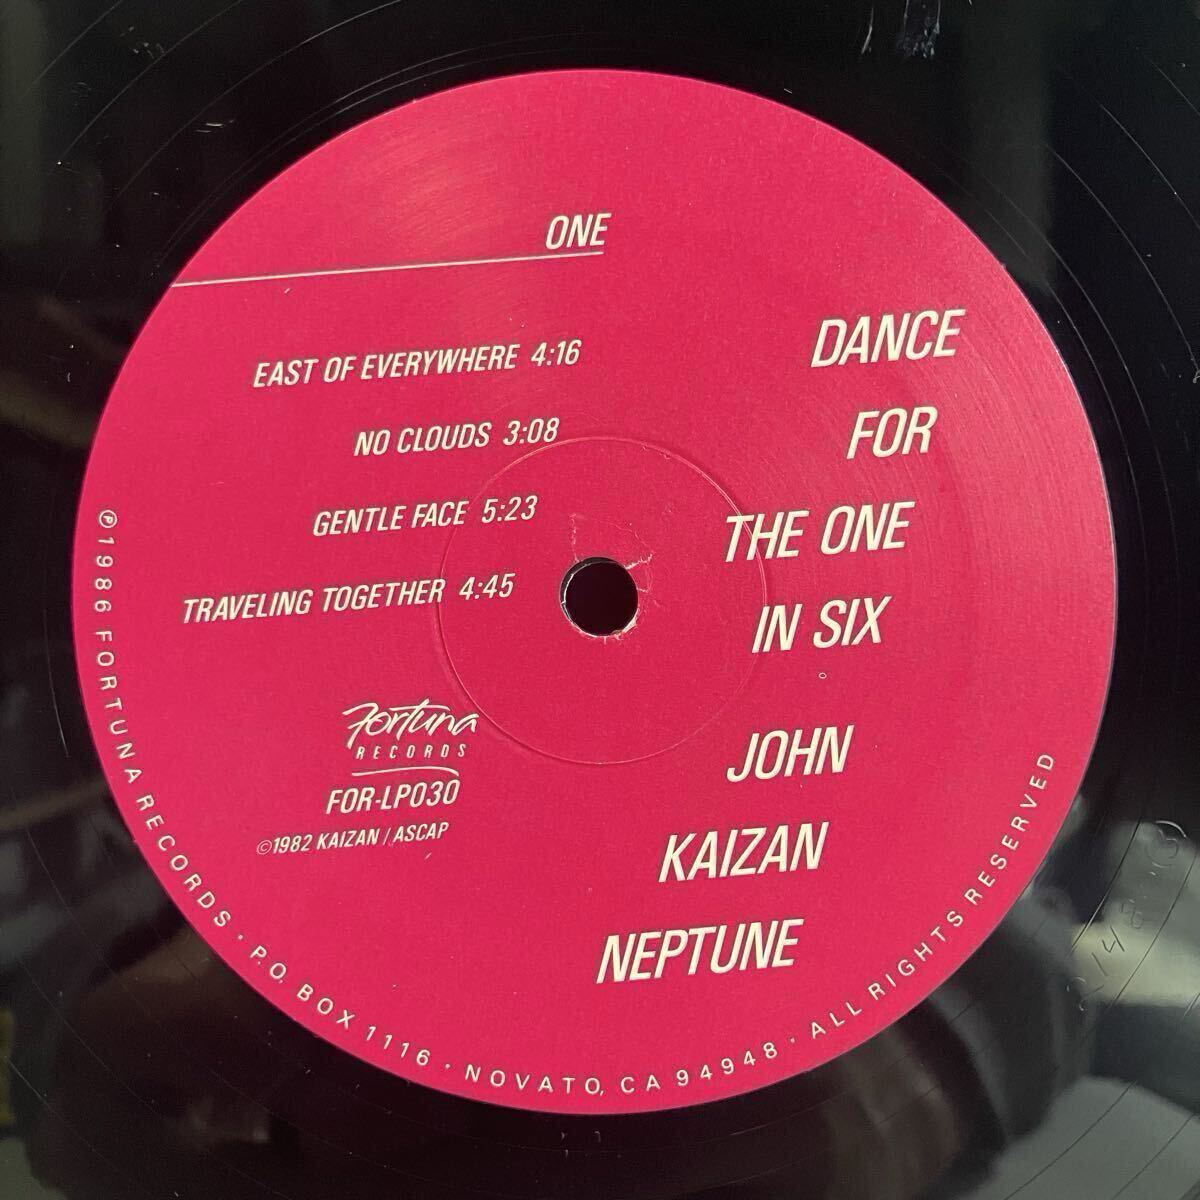 ONE
EAST OF EVERYWHERE 4:16
NO CLOUDS 3:08
GENTLE FACE 5:23
TRAVELING TOGETHER 4:45
Fortuna
RECORDS
FOR-LP030
©1982 KAIZAN / ASCAP
DANCE
FOR
THE ONE
IN SIX
JOHN
KAIZAN
NEPTUNE
℗1986 FORTUNA RECORDS · P.O. BOX 1116 · NOVATO, CA 94948 · ALL RIGHTS RESERVED